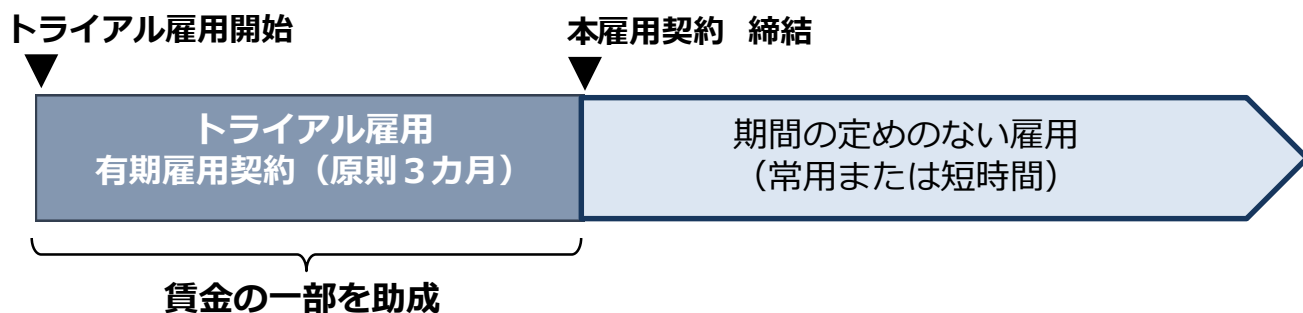 トライアル雇用開始
本雇用契約 締結
トライアル雇用
有期雇用契約（原則３カ月）
期間の定めのない雇用
（常用または短時間）
賃金の一部を助成